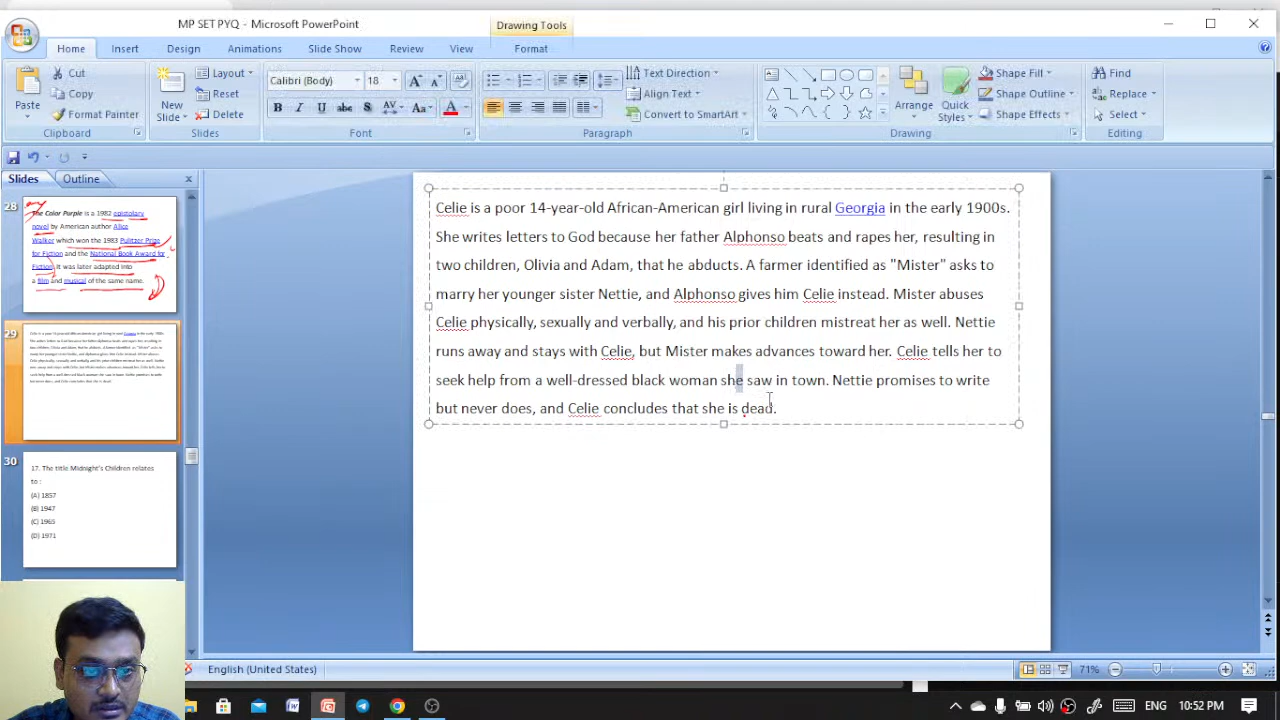 MP SET PYQ - Microsoft PowerPoint
Drawing Tools
Home Insert Design Animations Slide Show Review View Format
Paste
Cut
Copy
Format Painter
Clipboard
New Slide
Layout
Reset
Delete
Slides
Calibri (Body) 18
B I U abc S AV Aa A
Font
Text Direction
Align Text
Convert to SmartArt
Paragraph
Arrange
Quick Styles
Shape Fill
Shape Outline
Shape Effects
Drawing
Find
Replace
Select
Editing
Slides Outline
28
The Color Purple is a 1982 epistolary
novel by American author Alice
Walker which won the 1983 Pulitzer Prize
for Fiction and the National Book Award for
Fiction. It was later adapted into
a film and musical of the same name.
29
30
17. The title Midnight's Children relates
to :
(A) 1857
(B) 1947
(C) 1965
(D) 1971
Celie is a poor 14-year-old African-American girl living in rural Georgia in the early 1900s.
She writes letters to God because her father Alphonso beats and rapes her, resulting in
two children, Olivia and Adam, that he abducts. A farmer identified as "Mister" asks to
marry her younger sister Nettie, and Alphonso gives him Celie instead. Mister abuses
Celie physically, sexually and verbally, and his prior children mistreat her as well. Nettie
runs away and stays with Celie, but Mister makes advances toward her. Celie tells her to
seek help from a well-dressed black woman she saw in town. Nettie promises to write
but never does, and Celie concludes that she is dead.
English (United States)
71%
ENG 10:52 PM